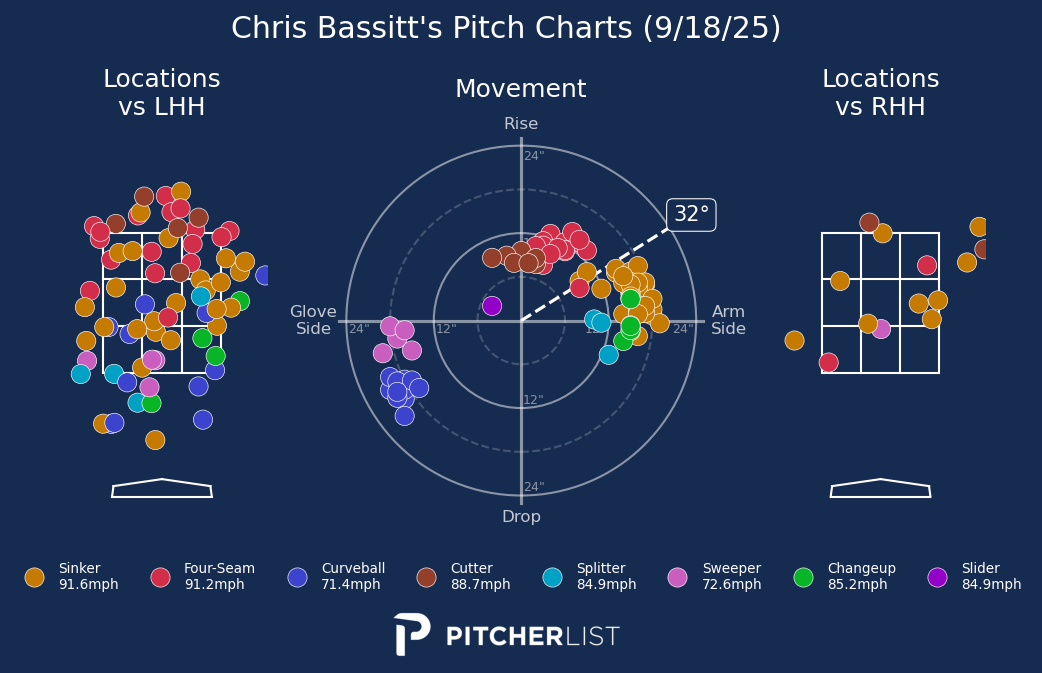 Chris Bassitt's Pitch Charts (9/18/25)
Locations
vs LHH
Movement
Locations
vs RHH
Rise
24"
32°
Glove
Side
24"
12"
24"
Arm
Side
12"
24"
Drop
Sinker
91.6mph
Four-Seam
91.2mph
Curveball
71.4mph
Cutter
88.7mph
Splitter
84.9mph
Sweeper
72.6mph
Changeup
85.2mph
Slider
84.9mph
PITCHERLIST